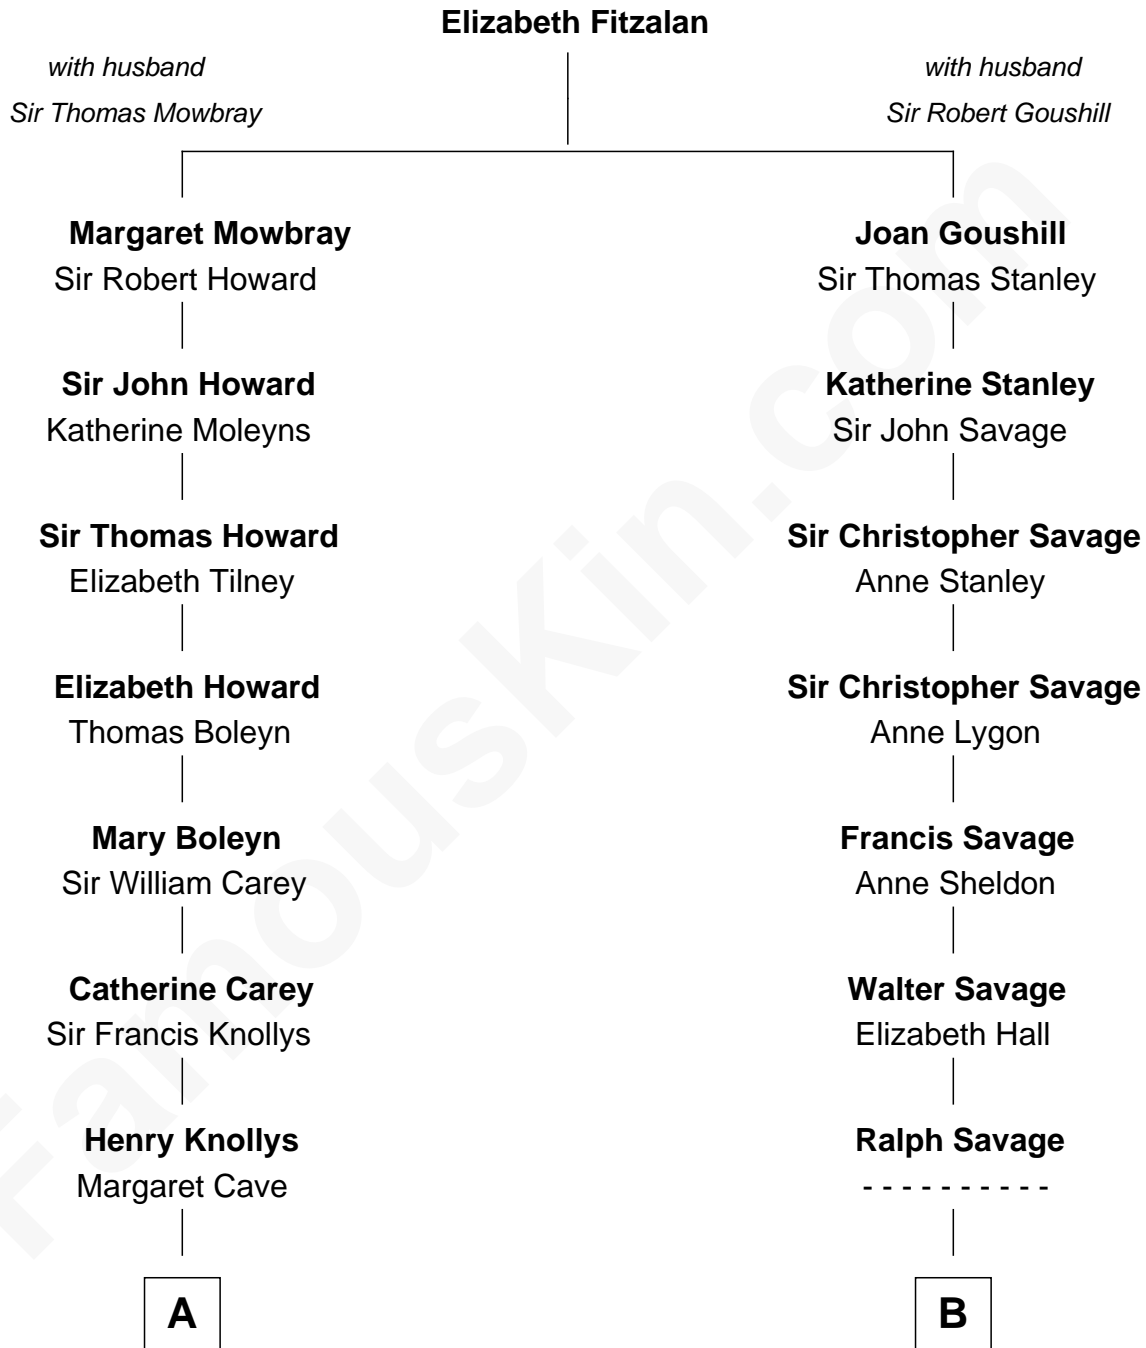 Elizabeth Fitzalan
with husband
Sir Thomas Mowbray
with husband
Sir Robert Goushill
Margaret Mowbray
Sir Robert Howard
Joan Goushill
Sir Thomas Stanley
Sir John Howard
Katherine Moleyns
Katherine Stanley
Sir John Savage
Sir Thomas Howard
Elizabeth Tilney
Sir Christopher Savage
Anne Stanley
Elizabeth Howard
Thomas Boleyn
Sir Christopher Savage
Anne Lygon
Mary Boleyn
Sir William Carey
Francis Savage
Anne Sheldon
Catherine Carey
Sir Francis Knollys
Walter Savage
Elizabeth Hall
Henry Knollys
Margaret Cave
Ralph Savage
- - - - - - - - - -
A
B
FamousKin.com